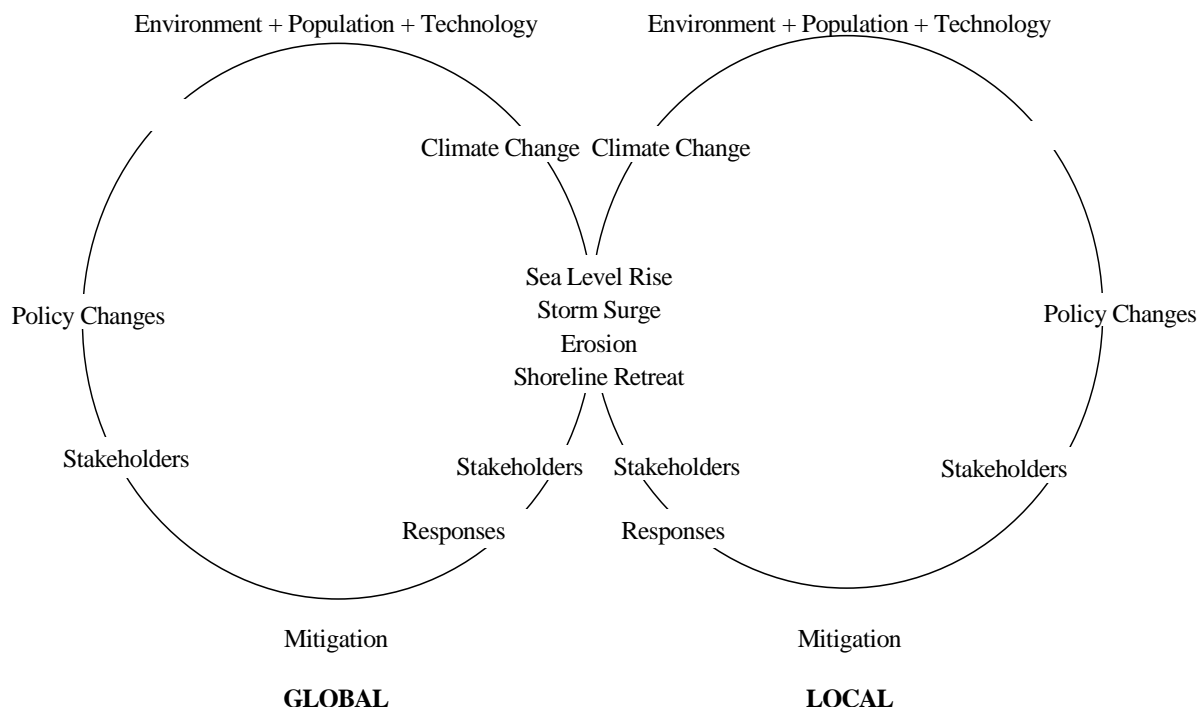 Environment + Population + Technology
Environment + Population + Technology
Climate Change
Climate Change
Sea Level Rise
Storm Surge
Erosion
Shoreline Retreat
Policy Changes
Policy Changes
Stakeholders
Stakeholders
Stakeholders
Stakeholders
Responses
Responses
Mitigation
Mitigation
GLOBAL
LOCAL